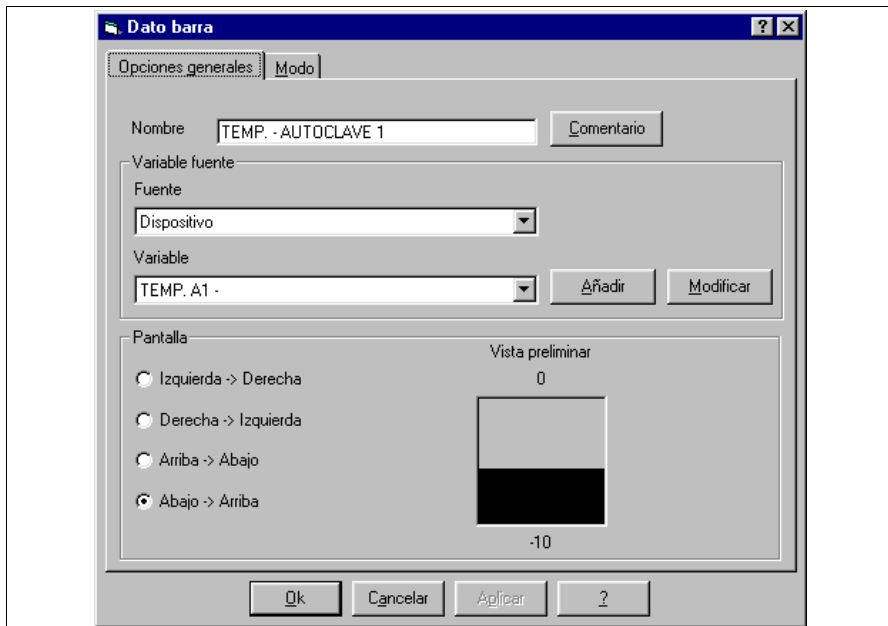 Dato barra
Opciones generales Modo
Nombre TEMP. - AUTOCLAVE 1 Comentario
Variable fuente
Fuente
Dispositivo
Variable
TEMP. A1 - Añadir Modificar
Pantalla
Vista preliminar
Izquierda -> Derecha 0
Derecha -> Izquierda
Arriba -> Abajo
Abajo -> Arriba
-10
Ok Cancelar Aplicar ?